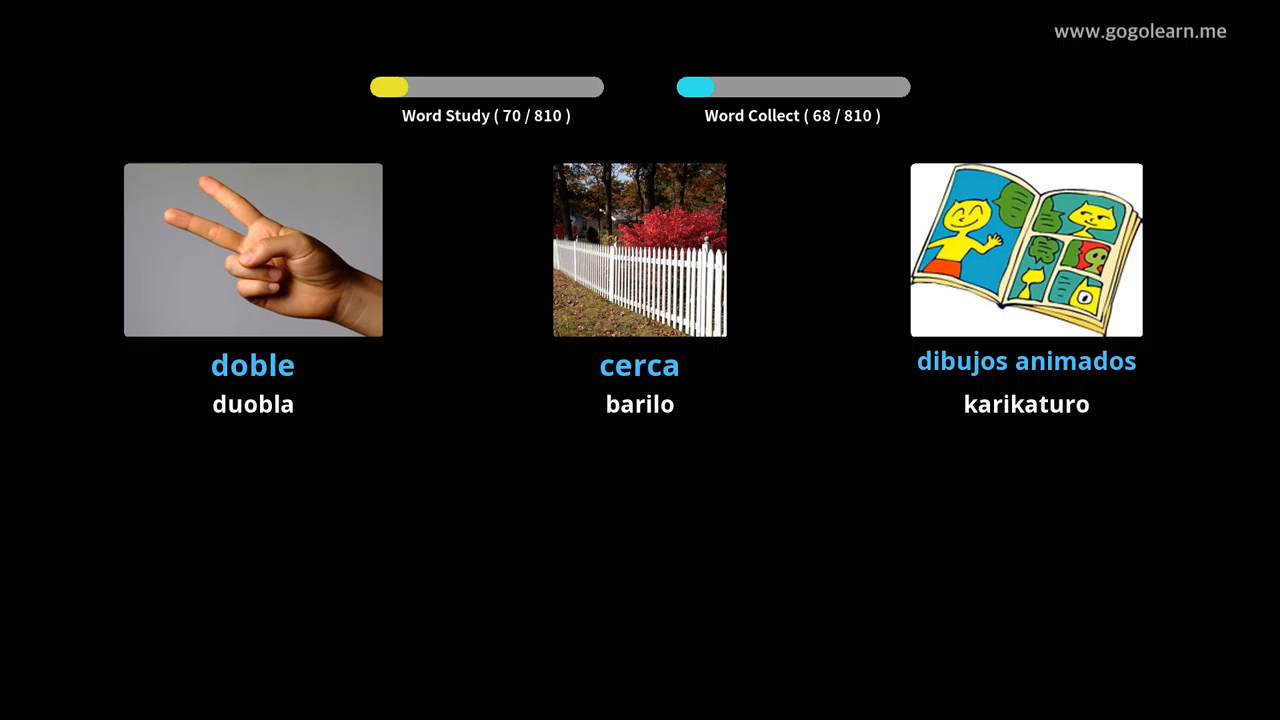 www.gogolearn.me
Word Study ( 70 / 810 )
Word Collect ( 68 / 810 )
doble
cerca
dibujos animados
duobla
barilo
karikaturo